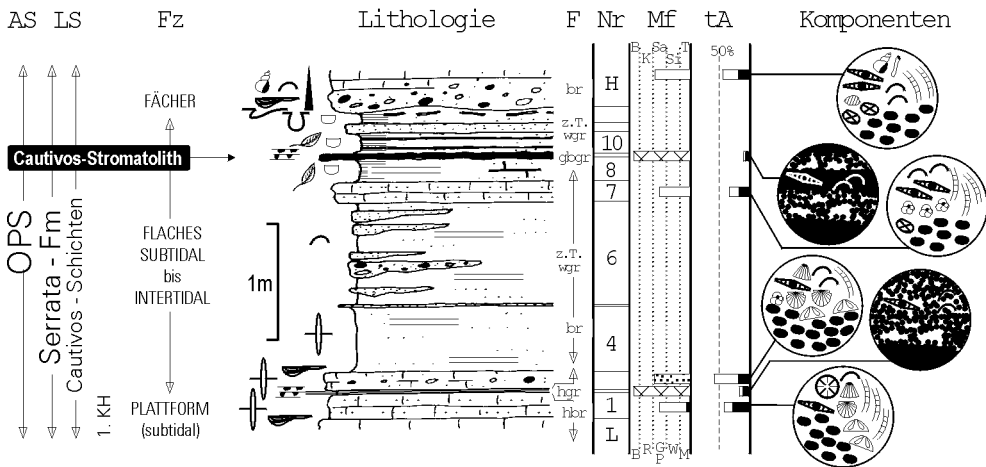 AS LS Fz Lithologie F Nr Mf tA Komponenten
B Sa T
K Si
50%
br
H
FÄCHER
z.T.
wgr
10
Cautivos-Stromatolith
gbgr
8
7
OPS
Serrata - Fm
Cautivos - Schichten
1. KH
FLACHES
SUBTIDAL
bis
INTERTIDAL
1m
z.T.
wgr
6
br
4
PLATTFORM
(subtidal)
hgr
hbr
1
L
B R G W M
P